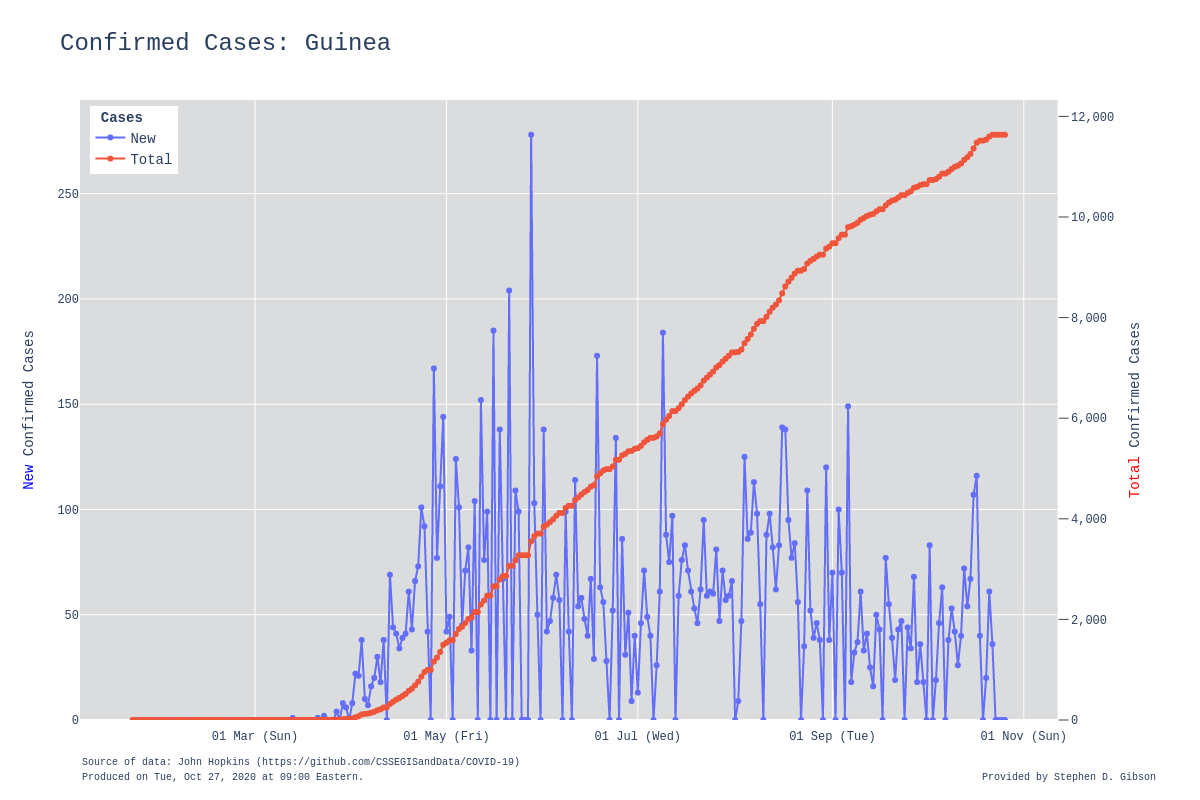 Confirmed Cases: Guinea
Cases
New
Total
12,000
10,000
8,000
6,000
4,000
2,000
0
250
200
150
100
50
0
New Confirmed Cases
Total Confirmed Cases
01 Mar (Sun)
01 May (Fri)
01 Jul (Wed)
01 Sep (Tue)
01 Nov (Sun)
Source of data: John Hopkins (https://github.com/CSSEGISandData/COVID-19)
Produced on Tue, Oct 27, 2020 at 09:00 Eastern.
Provided by Stephen D. Gibson